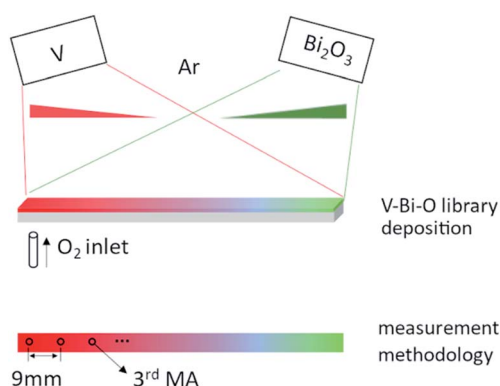 V
Ar
Bi₂O₃
V-Bi-O library
deposition
O₂ inlet
measurement
methodology
...
9mm
3ʳᵈ MA